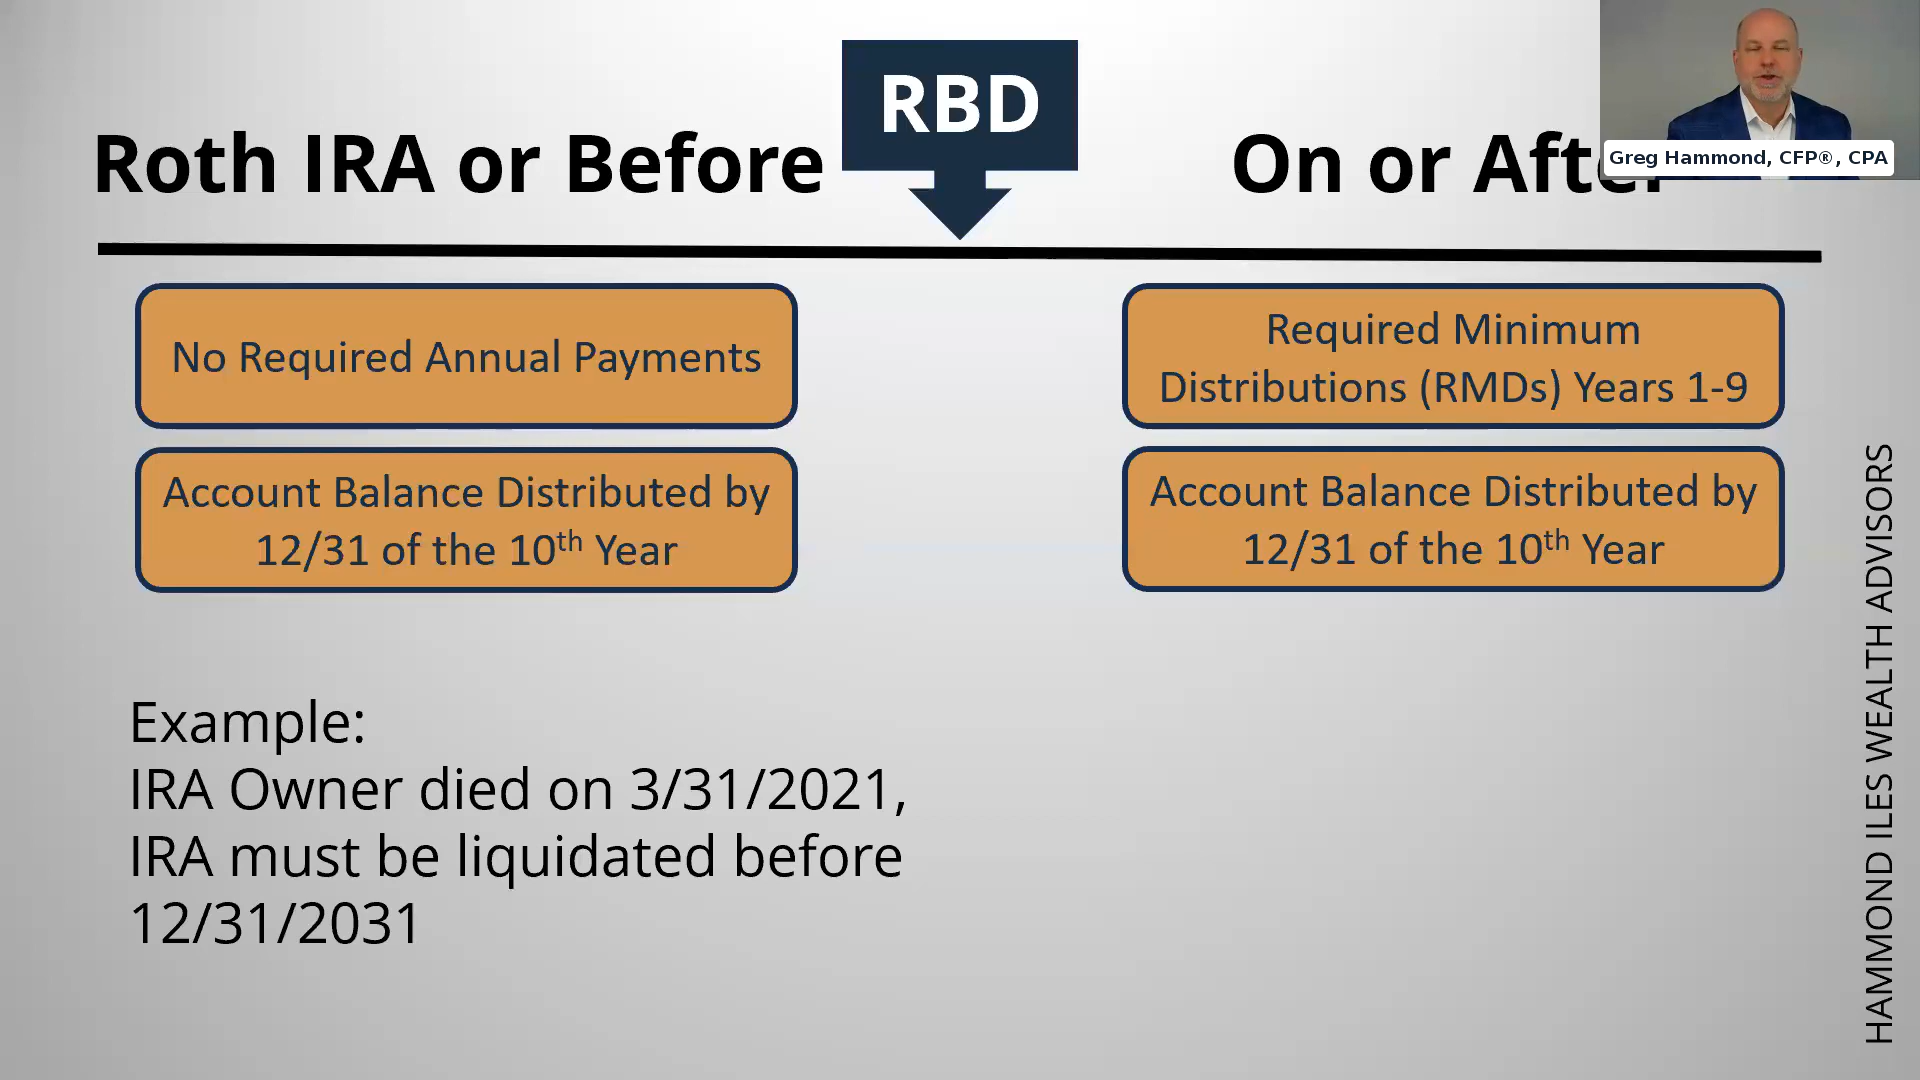 RBD
Roth IRA or Before
On or After
Greg Hammond, CFP®, CPA
No Required Annual Payments
Account Balance Distributed by
12/31 of the 10th Year
Required Minimum
Distributions (RMDs) Years 1-9
Account Balance Distributed by
12/31 of the 10th Year
Example:
IRA Owner died on 3/31/2021,
IRA must be liquidated before
12/31/2031
HAMMOND ILES WEALTH ADVISORS